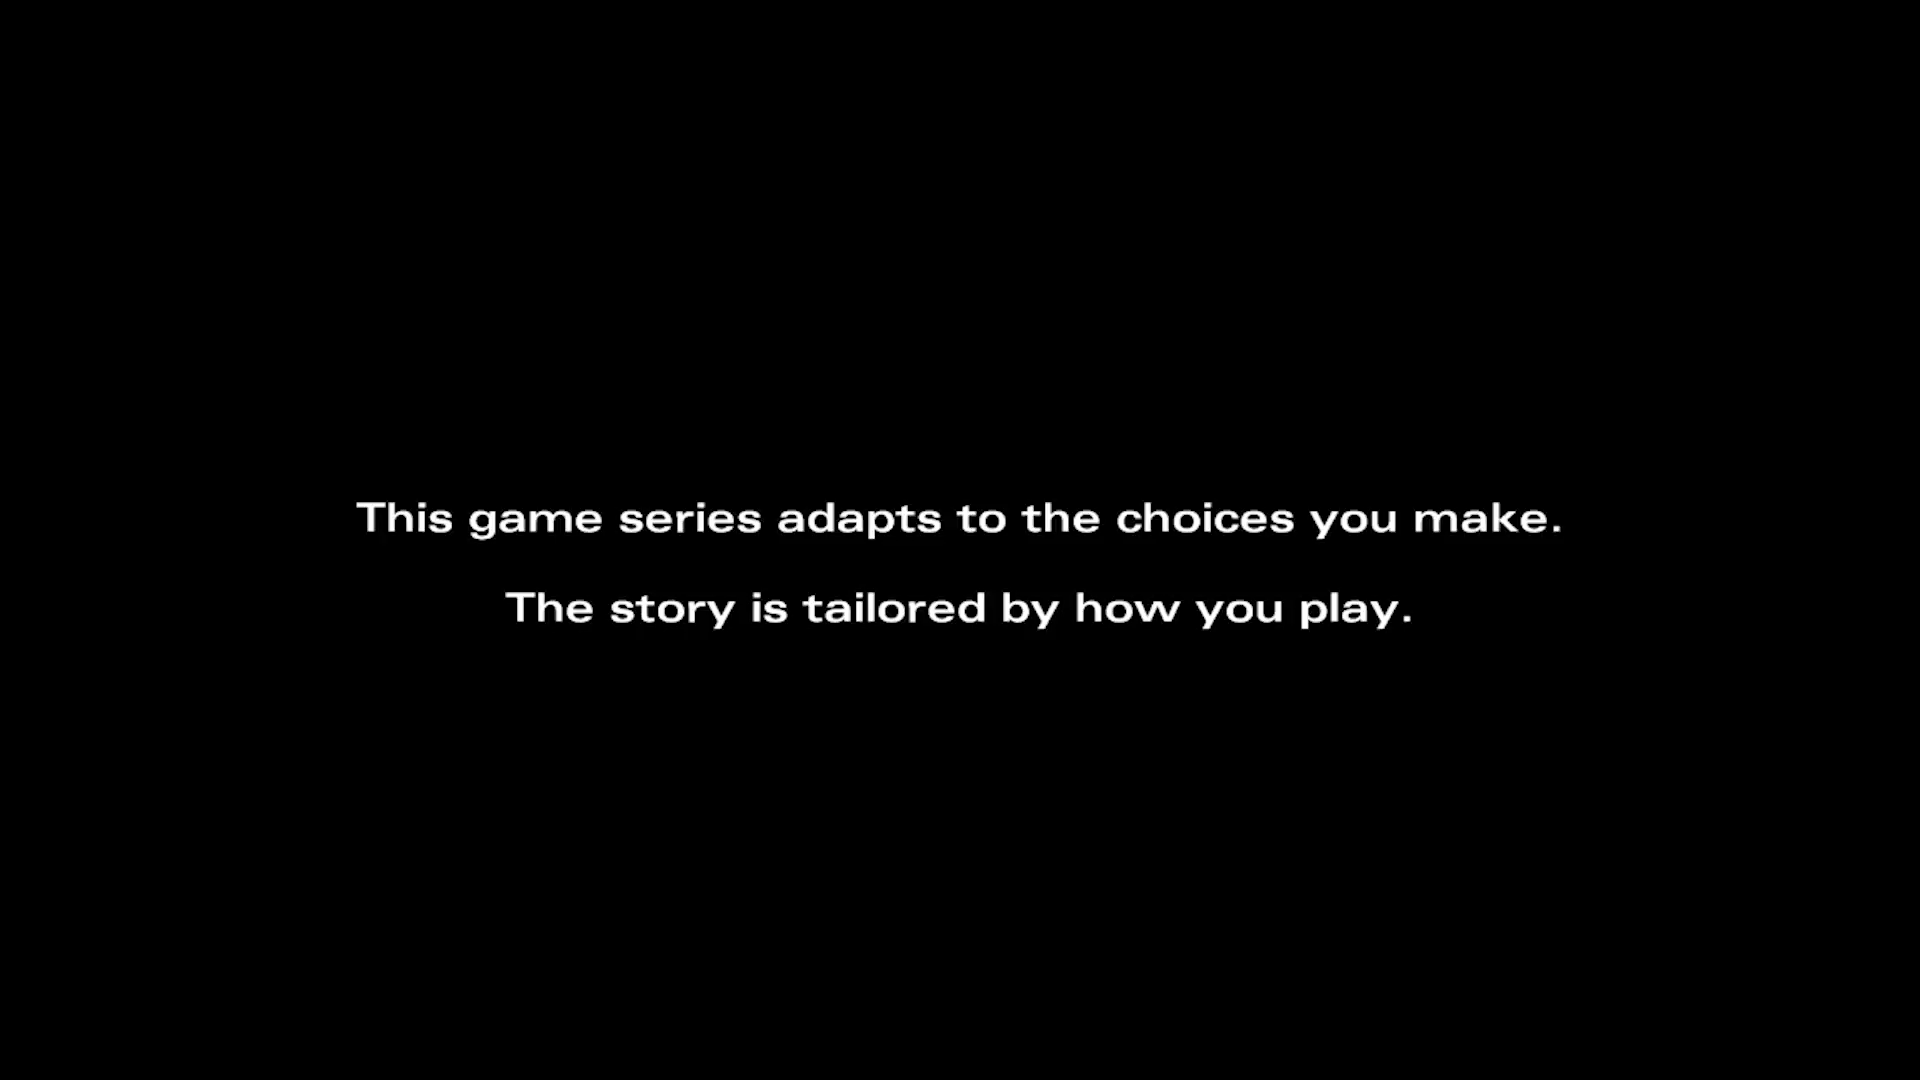 This game series adapts to the choices you make.
The story is tailored by how you play.